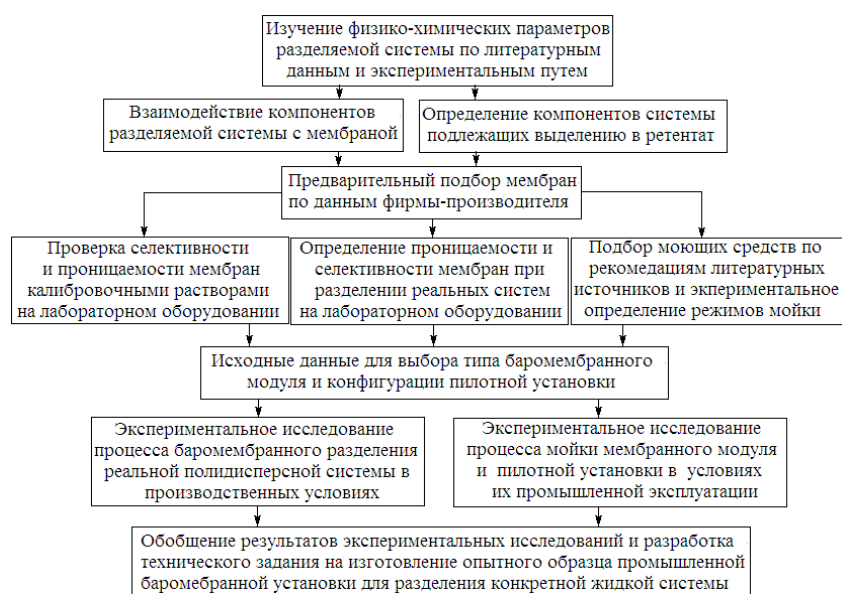 Изучение физико-химических параметров
разделяемой системы по литературным
данным и экспериментальным путем
Взаимодействие компонентов
разделяемой системы с мембраной
Определение компонентов системы
подлежащих выделению в ретентат
Предварительный подбор мембран
по данным фирмы-производителя
Проверка селективности
и проницаемости мембран
калибровочными растворами
на лабораторном оборудовании
Определение проницаемости и
селективности мембран при
разделении реальных систем
на лабораторном оборудовании
Подбор моющих средств по
рекомедациям литературных
источников и экпериментальное
определение режимов мойки
Исходные данные для выбора типа баромембранного
модуля и конфигурации пилотной установки
Экспериментальное исследование
процесса баромембранного разделения
реальной полидисперсной системы в
производственных условиях
Экспериментальное исследование
процесса мойки мембранного модуля
и пилотной установки в условиях
их промышленной эксплуатации
Обобщение результатов экспериментальных исследований и разработка
технического задания на изготовление опытного образца промышленной
баромебранной установки для разделения конкретной жидкой системы